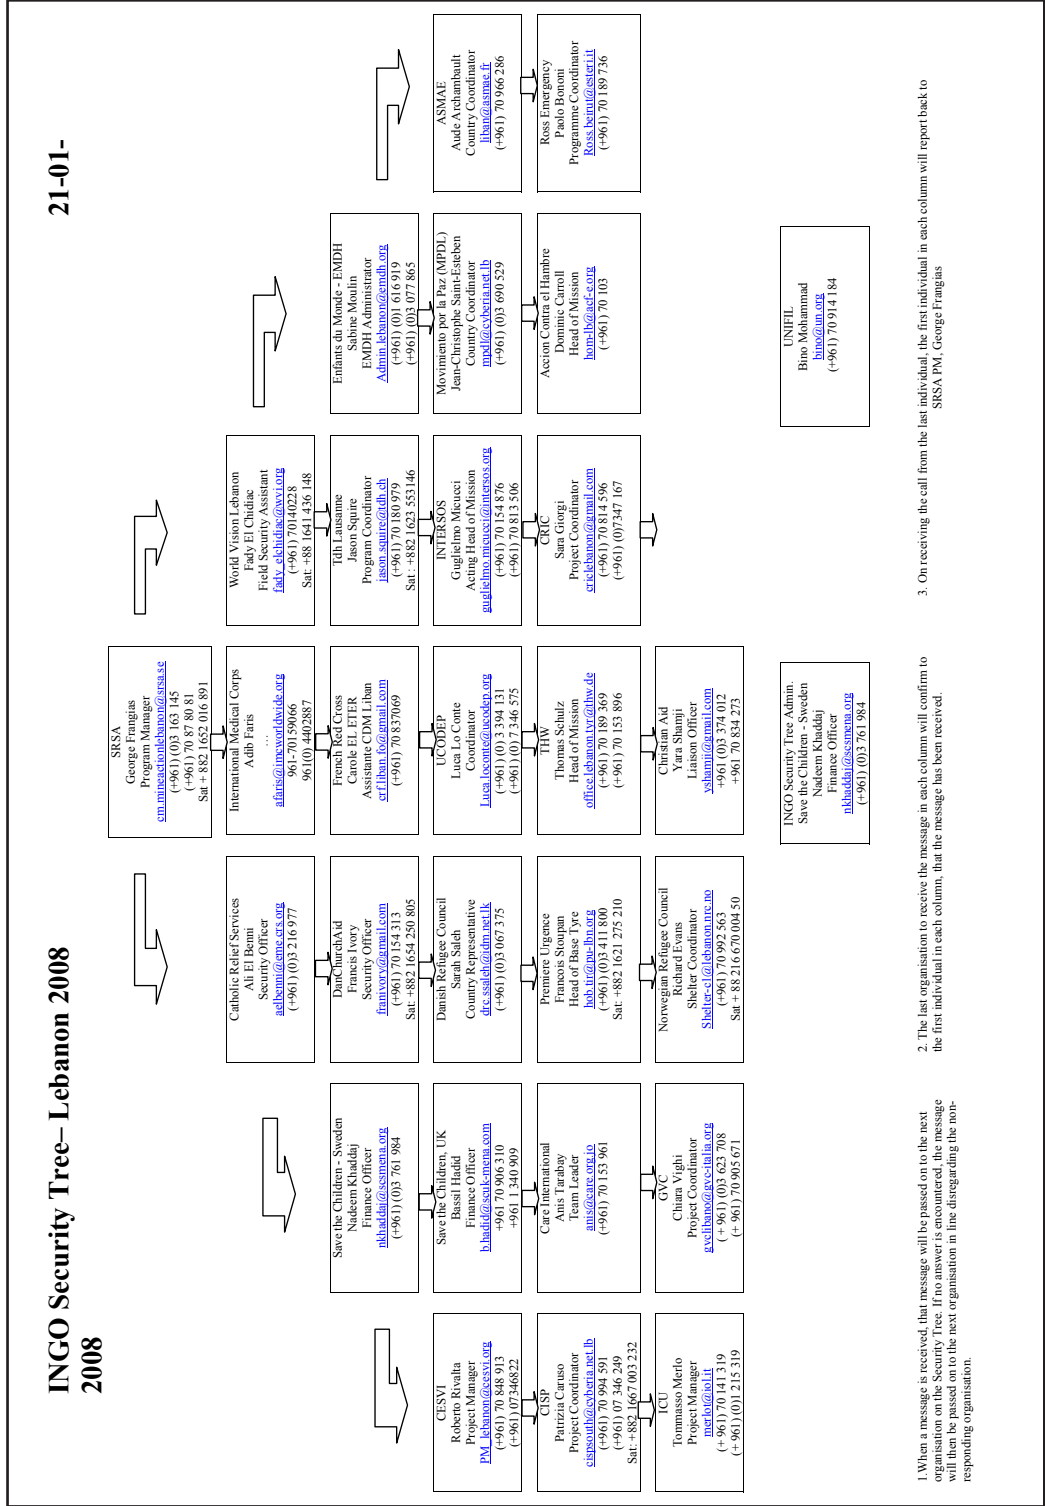 INGO Security Tree– Lebanon 2008 21-01-
2008
SRSA
George Frangias
Program Manager
cm.mineactionlebanon@srsa.se
(+961) (0)3 163 145
(+961) 70 87 80 81
Sat + 882 1652 016 891
Catholic Relief Services
Ali El Benni
Security Officer
aelbenni@eme.crs.org
(+961) (0)3 216 977
International Medical Corps
Adib Faris
...
afaris@imcworldwide.org
961-70159066
961(0) 4402887
World Vision Lebanon
Fady El Chidiac
Field Security Assistant
fady_elchidiac@wvi.org
(+961) 70140228
Sat: +88 1641 436 148
Save the Children - Sweden
Nadeem Khaddaj
Finance Officer
nkhaddaj@scsmena.org
(+961) (0)3 761 984
DanChurchAid
Francis Ivory
Security Officer
franivory@gmail.com
(+961) 70 154 313
Sat: +882 1654 250 805
French Red Cross
Carole EL ETER
Assistante CDM Liban
crf.liban.fo@gmail.com
(+961) 70 837069
Tdh Lausanne
Jason Squire
Program Coordinator
jason.squire@tdh.ch
(+961) 70 180 979
Sat : +882 1623 553146
Enfants du Monde - EMDH
Sabine Moulin
EMDH Administrator
Admin.lebanon@emdh.org
(+961) (0)1 616 919
(+961) (0)3 077 865
CESVI
Roberto Rivalta
Project Manager
PM_lebanon@cesvi.org
(+961) 70 848 913
(+961) 07346822
Save the Children, UK
Bassil Hadid
Finance Officer
b.hadid@scuk-mena.com
+961 70 906 310
+961 1 340 909
Danish Refugee Council
Sarah Saleh
Country Representative
drc.ssaleh@idm.net.lk
(+961) (0)3 067 375
UCODEP
Luca Lo Conte
Coordinator
Luca.loconte@ucodep.org
(+961) (0) 3 394 131
(+961) (0) 7 346 575
INTERSOS
Guglielmo Micucci
Acting Head of Mission
guglielmo.micucci@intersos.org
(+961) 70 154 876
(+961) 70 813 506
Movimiento por la Paz (MPDL)
Jean-Christophe Saint-Esteben
Country Coordinator
mpdl@cyberia.net.lb
(+961) (0)3 690 529
ASMAE
Aude Archambault
Country Coordinator
liban@asmae.fr
(+961) 70 966 286
CISP
Patrizia Caruso
Project Coordinator
cispsouth@cyberia.net.lb
(+961) 70 994 591
(+961) 07 346 249
Sat: +882 1667 003 232
Care International
Anis Tarabay
Team Leader
anis@care.org.jo
(+961) 70 153 961
Premiere Urgence
Francois Stoupan
Head of Base Tyre
hob.tir@pu-lbn.org
(+961) (0)3 411 800
Sat: +882 1621 275 210
THW
Thomas Schulz
Head of Mission
office.lebanon.tyr@thw.de
(+961) 70 189 369
(+961) 70 153 896
CRIC
Sara Giorgi
Project Coordinator
criclebanon@gmail.com
(+961) 70 814 596
(+961) (0)7347 167
Accion Contra el Hambre
Dominic Carroll
Head of Mission
hom-lb@acf-e.org
(+961) 70 103
Ross Emergency
Paolo Bononi
Programme Coordinator
Ross.beirut@esteri.it
(+961) 70 189 736
ICU
Tommasso Merlo
Project Manager
merlot@iol.it
(+ 961) 70 141 319
(+ 961) (0)1 215 319
GVC
Chiara Vighi
Project Coordinator
gvclibano@gvc-italia.org
( + 961) (0)3 623 708
(+ 961) 70 905 671
Norwegian Refugee Council
Richard Evans
Shelter Coordinator
Shelter-c1@lebanon.nrc.no
(+961) 70 992 563
Sat + 88 216 670 004 50
Christian Aid
Yara Shamji
Liaison Officer
yshamji@gmail.com
+961 (0)3 374 012
+961 70 834 273
INGO Security Tree Admin.
Save the Children - Sweden
Nadeem Khaddaj
Finance Officer
nkhaddaj@scsmena.org
(+961) (0)3 761 984
UNIFIL
Bino Mohammad
bino@un.org
(+961) 70 914 184
1.When a message is received, that message will be passed on to the next
organisation on the Security Tree. If no answer is encountered, the message
will then be passed on to the next organisation in line disregarding the non-
responding organisation.
2. The last organisation to receive the message in each column will confirm to
the first individual in each column, that the message has been received.
3. On receiving the call from the last individual, the first individual in each column will report back to
SRSA PM, George Frangias